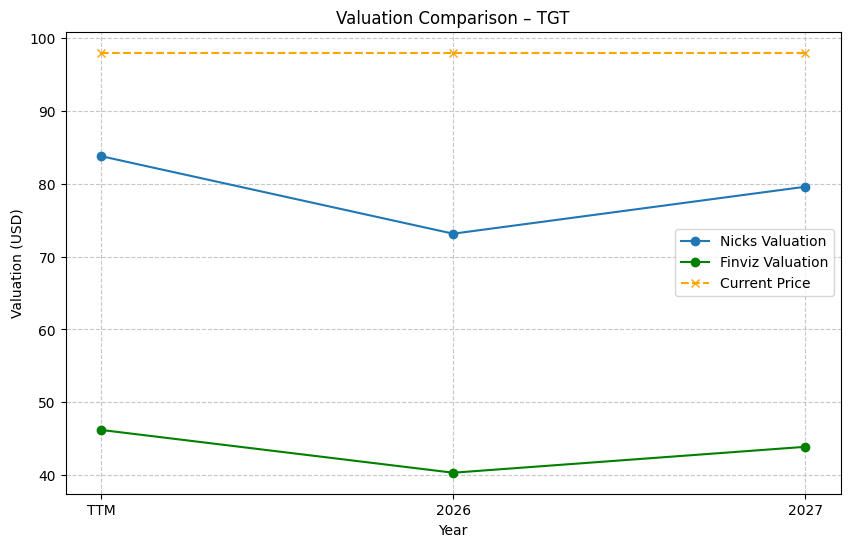 Valuation Comparison – TGT
Valuation (USD)
100
90
80
70
60
50
40
Nicks Valuation
Finviz Valuation
Current Price
TTM
2026
2027
Year